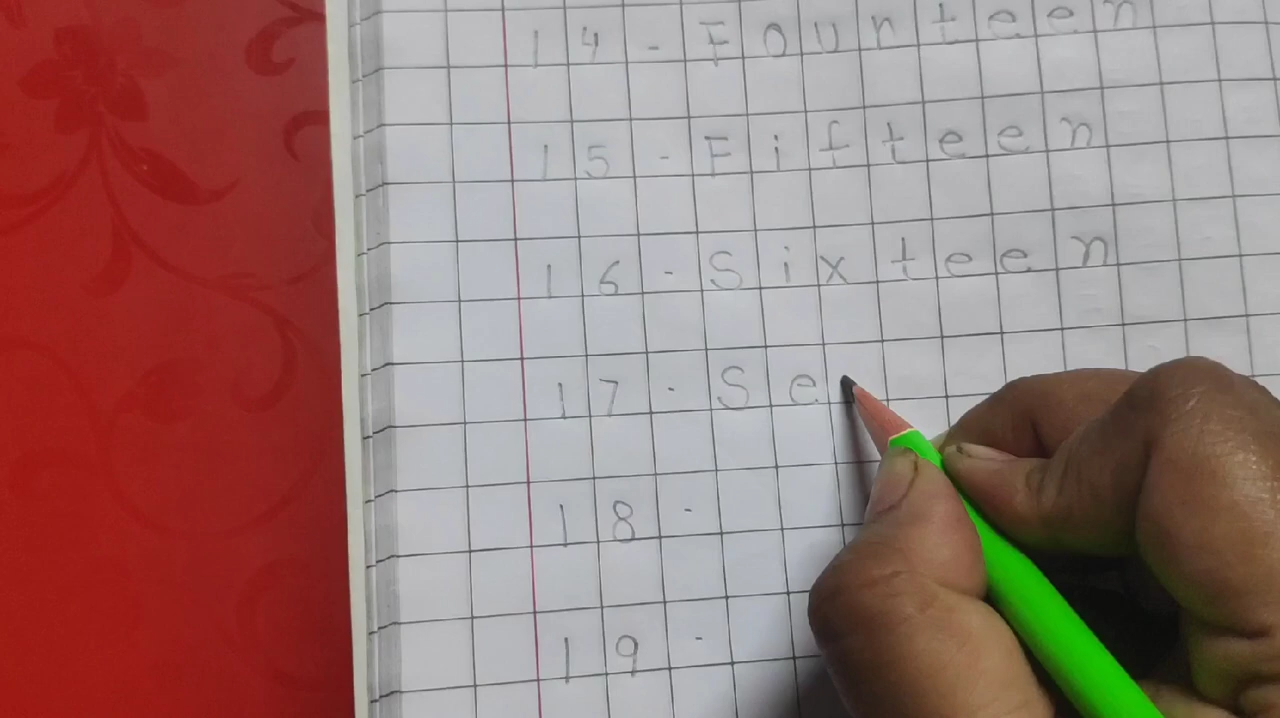 14 - Fourteen
15 - Fifteen
16 - Sixteen
17 - Se
18 -
19 -